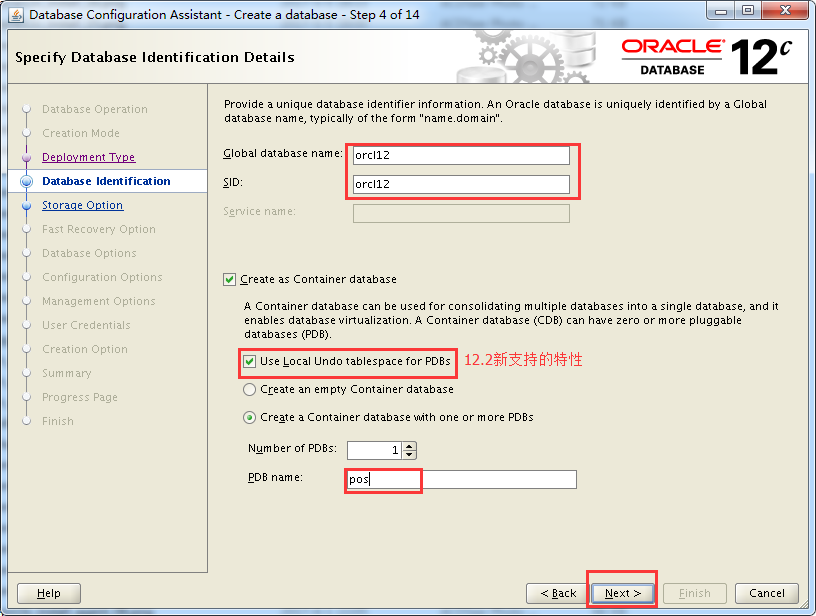 Database Configuration Assistant - Create a database - Step 4 of 14
Specify Database Identification Details
ORACLE
DATABASE
12c
Database Operation
Creation Mode
Deployment Type
Database Identification
Storage Option
Fast Recovery Option
Database Options
Configuration Options
Management Options
User Credentials
Creation Option
Summary
Progress Page
Finish
Provide a unique database identifier information. An Oracle database is uniquely identified by a Global
database name, typically of the form "name.domain".
Global database name: orcl12
SID: orcl12
Service name:
Create as Container database
A Container database can be used for consolidating multiple databases into a single database, and it
enables database virtualization. A Container database (CDB) can have zero or more pluggable
databases (PDB).
Use Local Undo tablespace for PDBs 12.2新支持的特性
Create an empty Container database
Create a Container database with one or more PDBs
Number of PDBs: 1
PDB name: pos
Help < Back Next > Finish Cancel